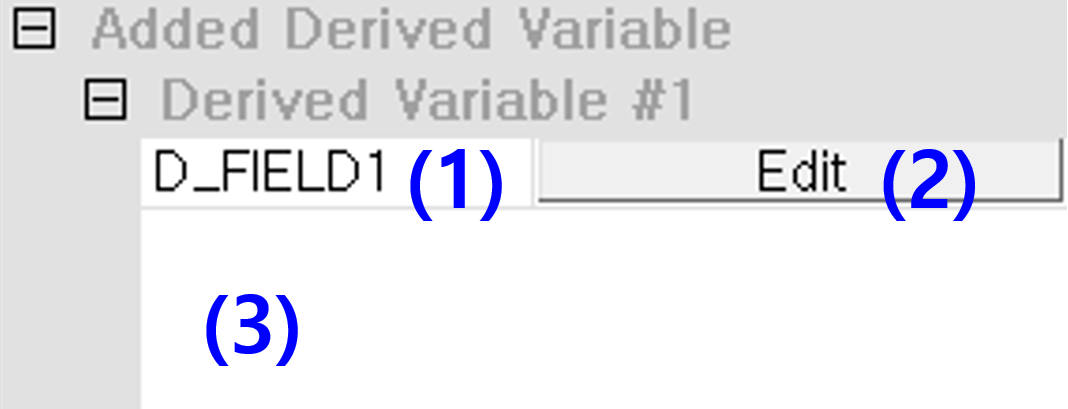 Added Derived Variable
Derived Variable #1
D_FIELD1 (1) Edit (2)
(3)